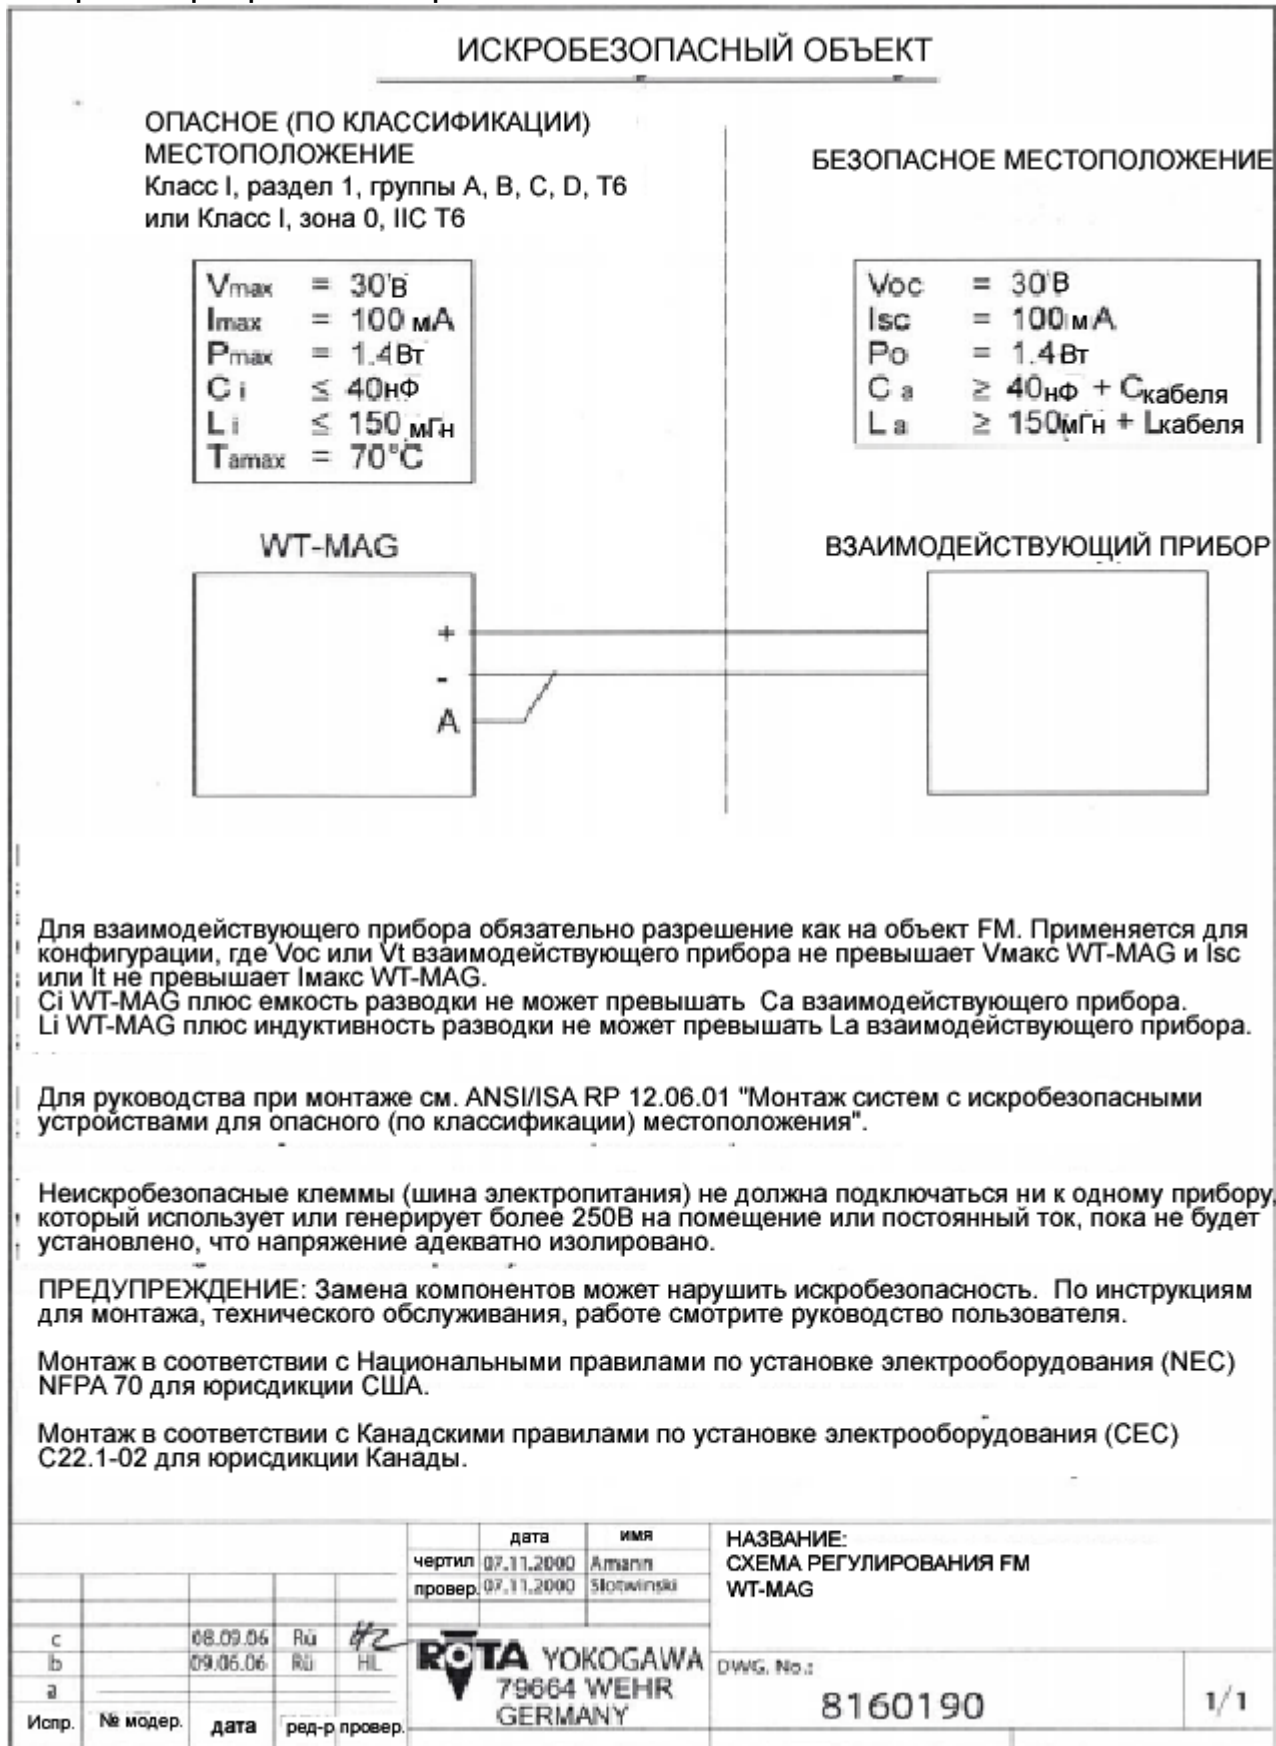 ИСКРОБЕЗОПАСНЫЙ ОБЪЕКТ
ОПАСНОЕ (ПО КЛАССИФИКАЦИИ)
МЕСТОПОЛОЖЕНИЕ
Класс I, раздел 1, группы A, B, C, D, T6
или Класс I, зона 0, IIC T6
БЕЗОПАСНОЕ МЕСТОПОЛОЖЕНИЕ
Vmax = 30 В
Imax = 100 мА
Pmax = 1.4 Вт
Ci ≤ 40нФ
Li ≤ 150 мГн
Tamax = 70°C
Voc = 30 В
Isc = 100 мА
Po = 1.4 Вт
Ca ≥ 40нФ + Cкабеля
La ≥ 150мГн + Lкабеля
WT-MAG
ВЗАИМОДЕЙСТВУЮЩИЙ ПРИБОР
+
-
A
Для взаимодействующего прибора обязательно разрешение как на объект FM. Применяется для
конфигурации, где Voc или Vt взаимодействующего прибора не превышает Vмакс WT-MAG и Isc
или It не превышает Iмакс WT-MAG.
Ci WT-MAG плюс емкость разводки не может превышать Ca взаимодействующего прибора.
Li WT-MAG плюс индуктивность разводки не может превышать La взаимодействующего прибора.
Для руководства при монтаже см. ANSI/ISA RP 12.06.01 "Монтаж систем с искробезопасными
устройствами для опасного (по классификации) местоположения".
Неискробезопасные клеммы (шина электропитания) не должна подключаться ни к одному прибору,
который использует или генерирует более 250В на помещение или постоянный ток, пока не будет
установлено, что напряжение адекватно изолировано.
ПРЕДУПРЕЖДЕНИЕ: Замена компонентов может нарушить искробезопасность. По инструкциям
для монтажа, технического обслуживания, работе смотрите руководство пользователя.
Монтаж в соответствии с Национальными правилами по установке электрооборудования (NEC)
NFPA 70 для юрисдикции США.
Монтаж в соответствии с Канадскими правилами по установке электрооборудования (CEC)
C22.1-02 для юрисдикции Канады.
дата имя
чертил 07.11.2000 Amann
провер. 07.11.2000 Slotwinski
НАЗВАНИЕ:
СХЕМА РЕГУЛИРОВАНИЯ FM
WT-MAG
c 08.09.06 Rü
b 09.06.06 Rü HL
a
Испр. № модер. дата ред-р провер.
ROTA YOKOGAWA
79664 WEHR
GERMANY
DWG. No.:
8160190
1/1